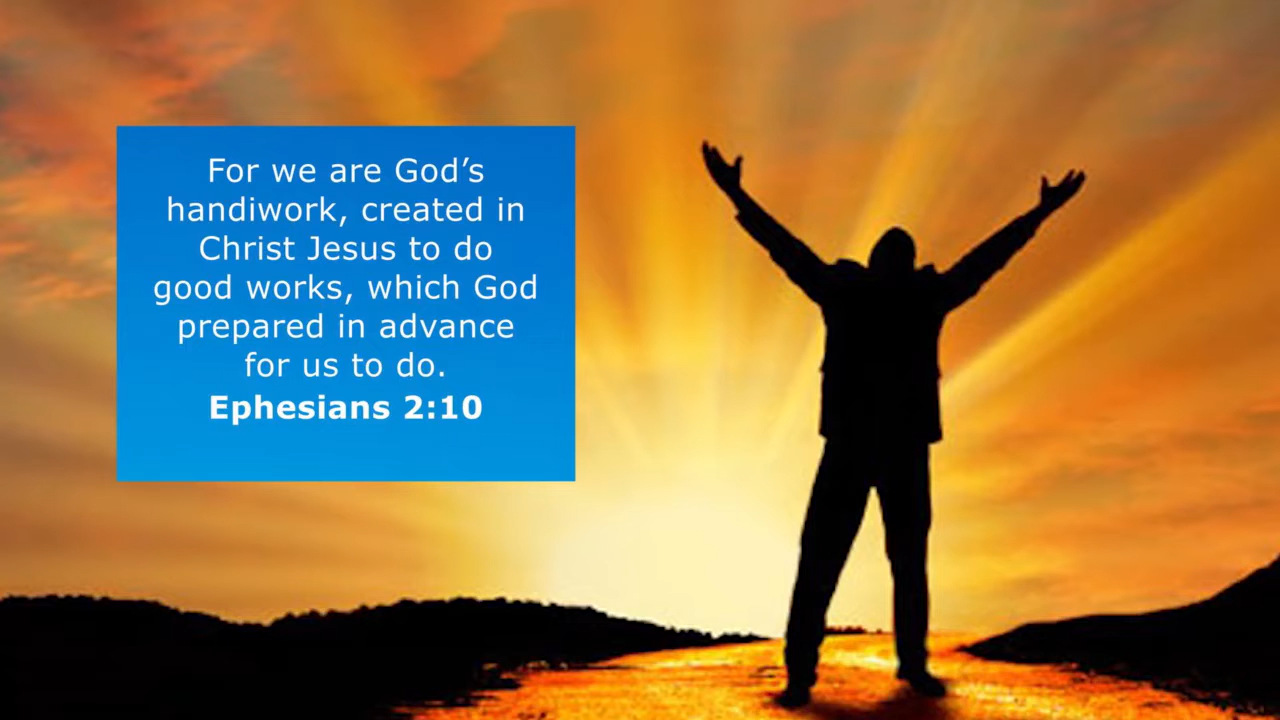 For we are God’s
handiwork, created in
Christ Jesus to do
good works, which God
prepared in advance
for us to do.
Ephesians 2:10